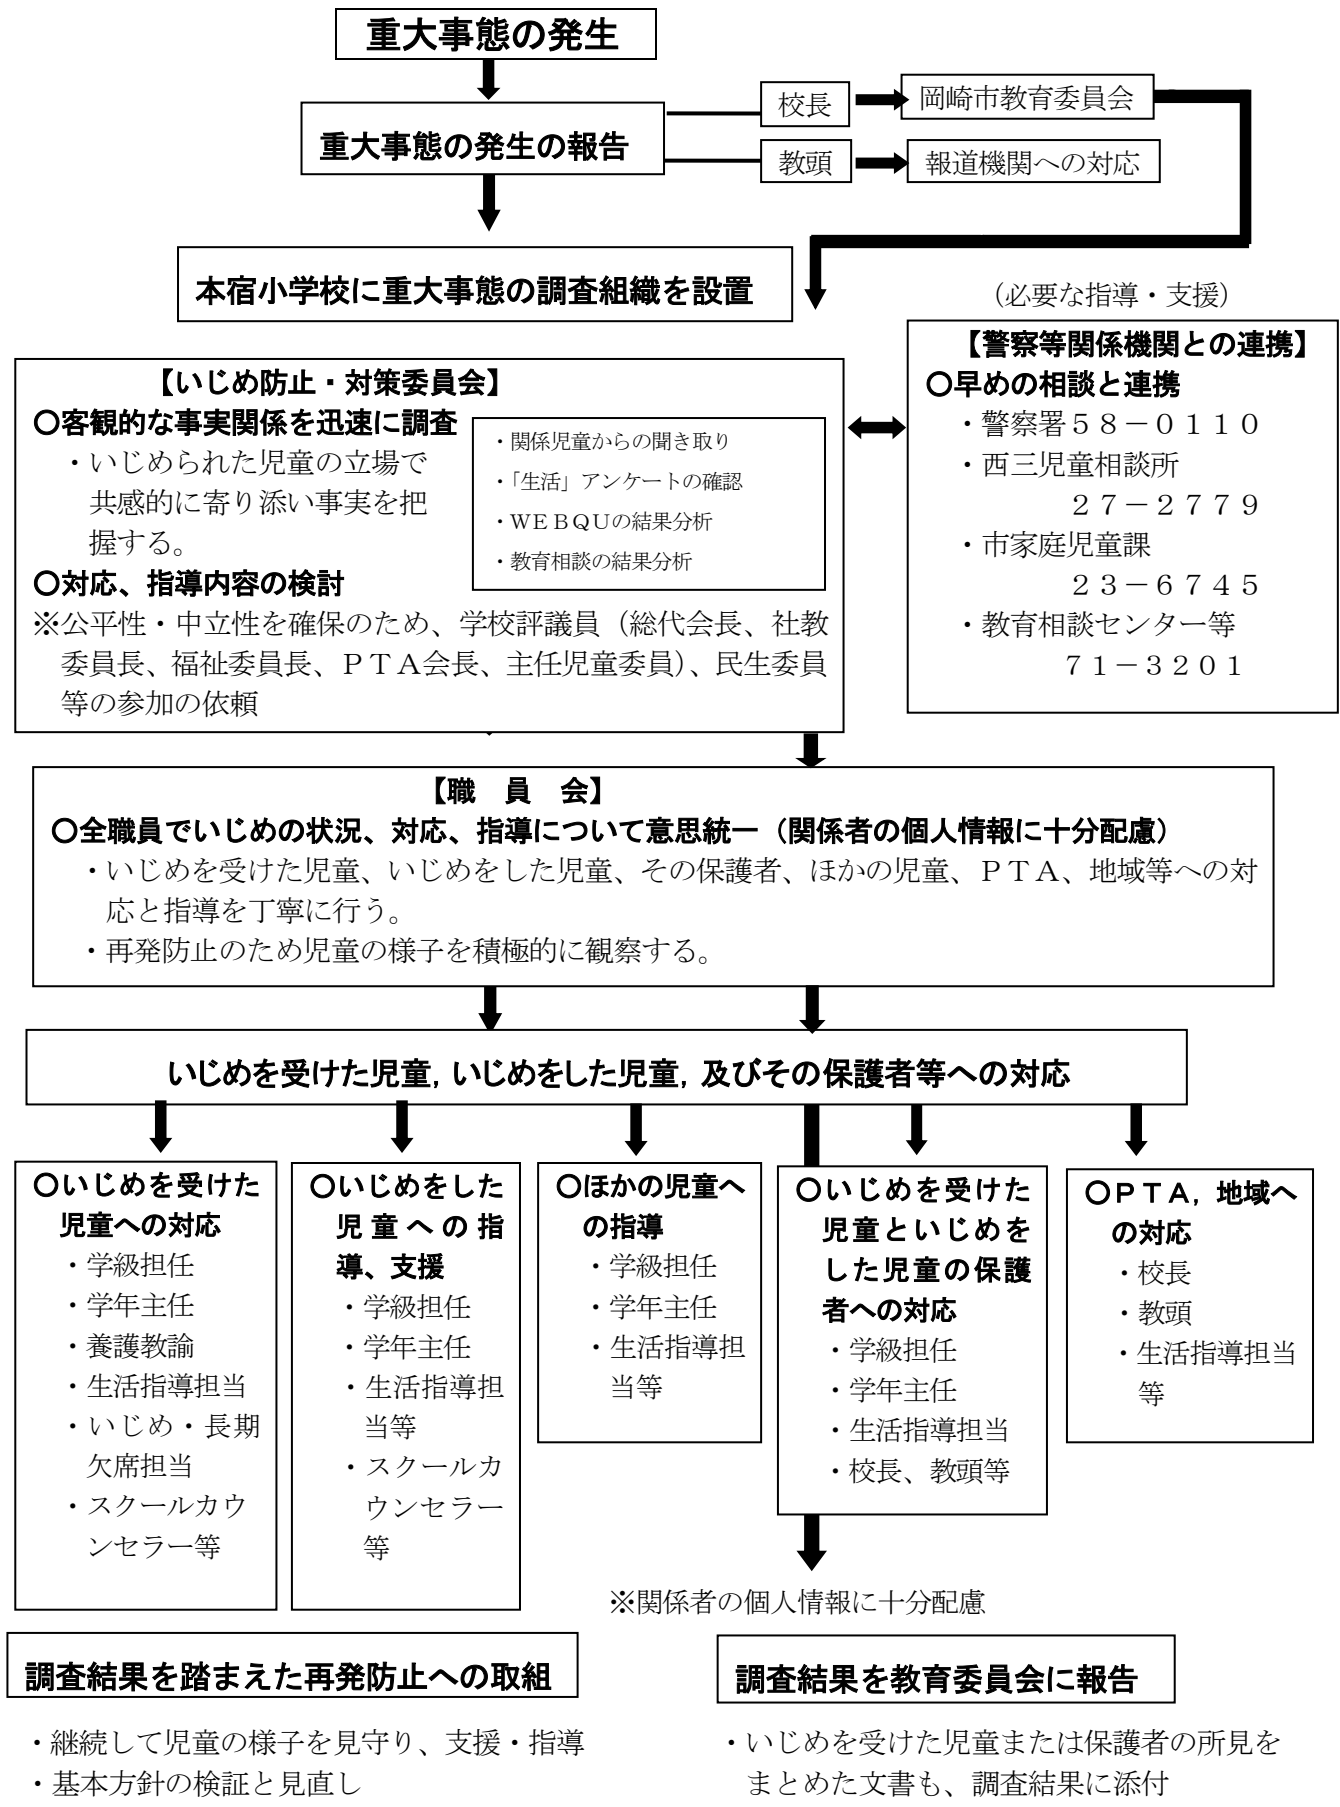 重大事態の発生
重大事態の発生の報告
校長
岡崎市教育委員会
教頭
報道機関への対応
本宿小学校に重大事態の調査組織を設置
（必要な指導・支援）
【いじめ防止・対策委員会】
〇客観的な事実関係を迅速に調査
・いじめられた児童の立場で
共感的に寄り添い事実を把
握する。
・関係児童からの聞き取り
・「生活」アンケートの確認
・ＷＥＢＱＵの結果分析
・教育相談の結果分析
〇対応、指導内容の検討
※公平性・中立性を確保のため、学校評議員（総代会長、社教
委員長、福祉委員長、ＰＴＡ会長、主任児童委員）、民生委員
等の参加の依頼
【警察等関係機関との連携】
〇早めの相談と連携
・警察署５８－０１１０
・西三児童相談所
２７－２７７９
・市家庭児童課
２３－６７４５
・教育相談センター等
７１－３２０１
【職　員　会】
〇全職員でいじめの状況、対応、指導について意思統一（関係者の個人情報に十分配慮）
・いじめを受けた児童、いじめをした児童、その保護者、ほかの児童、ＰＴＡ、地域等への対
応と指導を丁寧に行う。
・再発防止のため児童の様子を積極的に観察する。
いじめを受けた児童，いじめをした児童，及びその保護者等への対応
〇いじめを受けた
児童への対応
・学級担任
・学年主任
・養護教諭
・生活指導担当
・いじめ・長期
欠席担当
・スクールカウ
ンセラー等
〇いじめをした
児童への指
導、支援
・学級担任
・学年主任
・生活指導担
当等
・スクールカ
ウンセラー
等
〇ほかの児童へ
の指導
・学級担任
・学年主任
・生活指導担
当等
〇いじめを受けた
児童といじめを
した児童の保護
者への対応
・学級担任
・学年主任
・生活指導担当
・校長、教頭等
〇ＰＴＡ，地域へ
の対応
・校長
・教頭
・生活指導担当
等
※関係者の個人情報に十分配慮
調査結果を踏まえた再発防止への取組
・継続して児童の様子を見守り、支援・指導
・基本方針の検証と見直し
調査結果を教育委員会に報告
・いじめを受けた児童または保護者の所見を
まとめた文書も、調査結果に添付